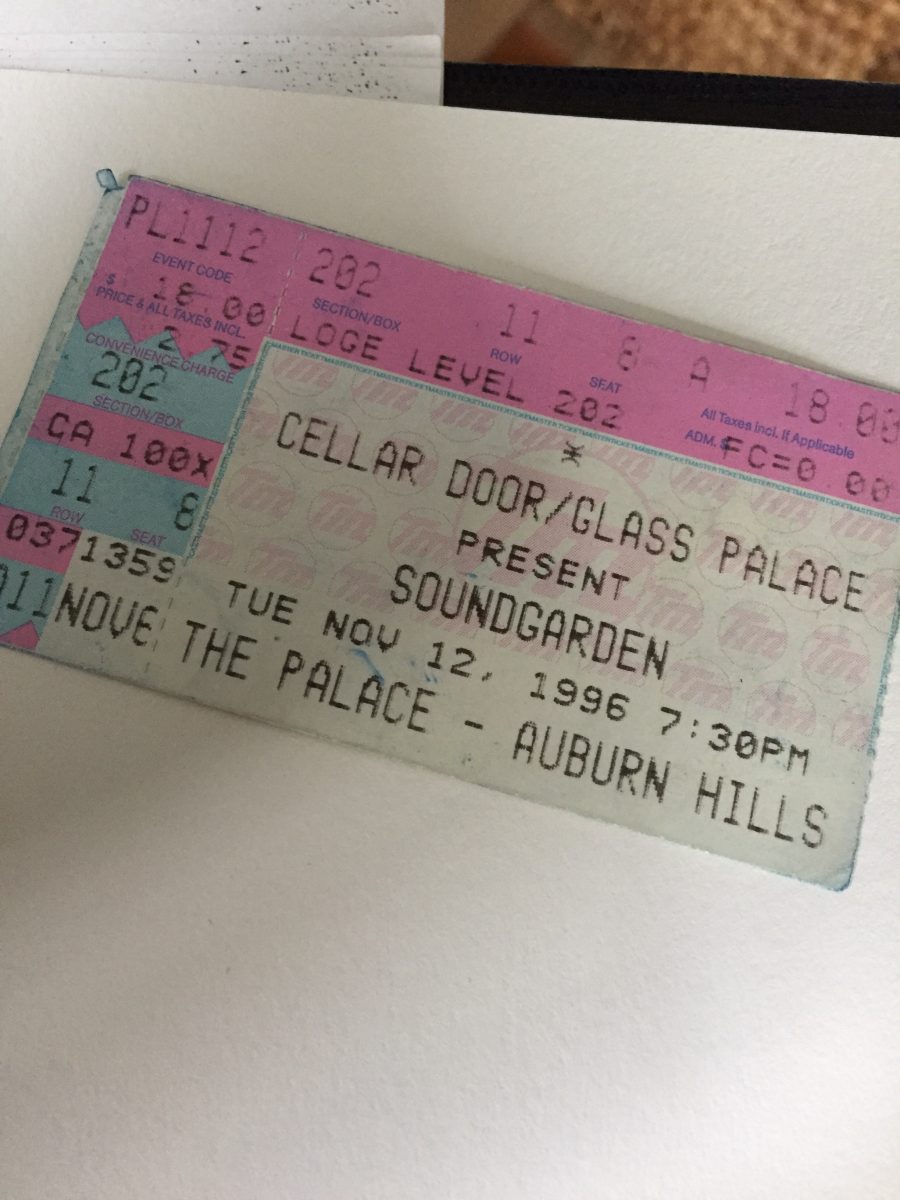 PL1112 202 11 8 A 18.00
EVENT CODE SECTION/BOX ROW SEAT All Taxes Incl. If Applicable
$ 18.00 LOGE LEVEL 202 ADM. $ FC=0.00
PRICE & ALL TAXES INCL.
2.75
CONVENIENCE CHARGE
202
SECTION/BOX
CA 100X
11 8
ROW SEAT
0371359
*
CELLAR DOOR/GLASS PALACE
PRESENT
SOUNDGARDEN
TUE NOV 12, 1996 7:30PM
011NOVE THE PALACE - AUBURN HILLS